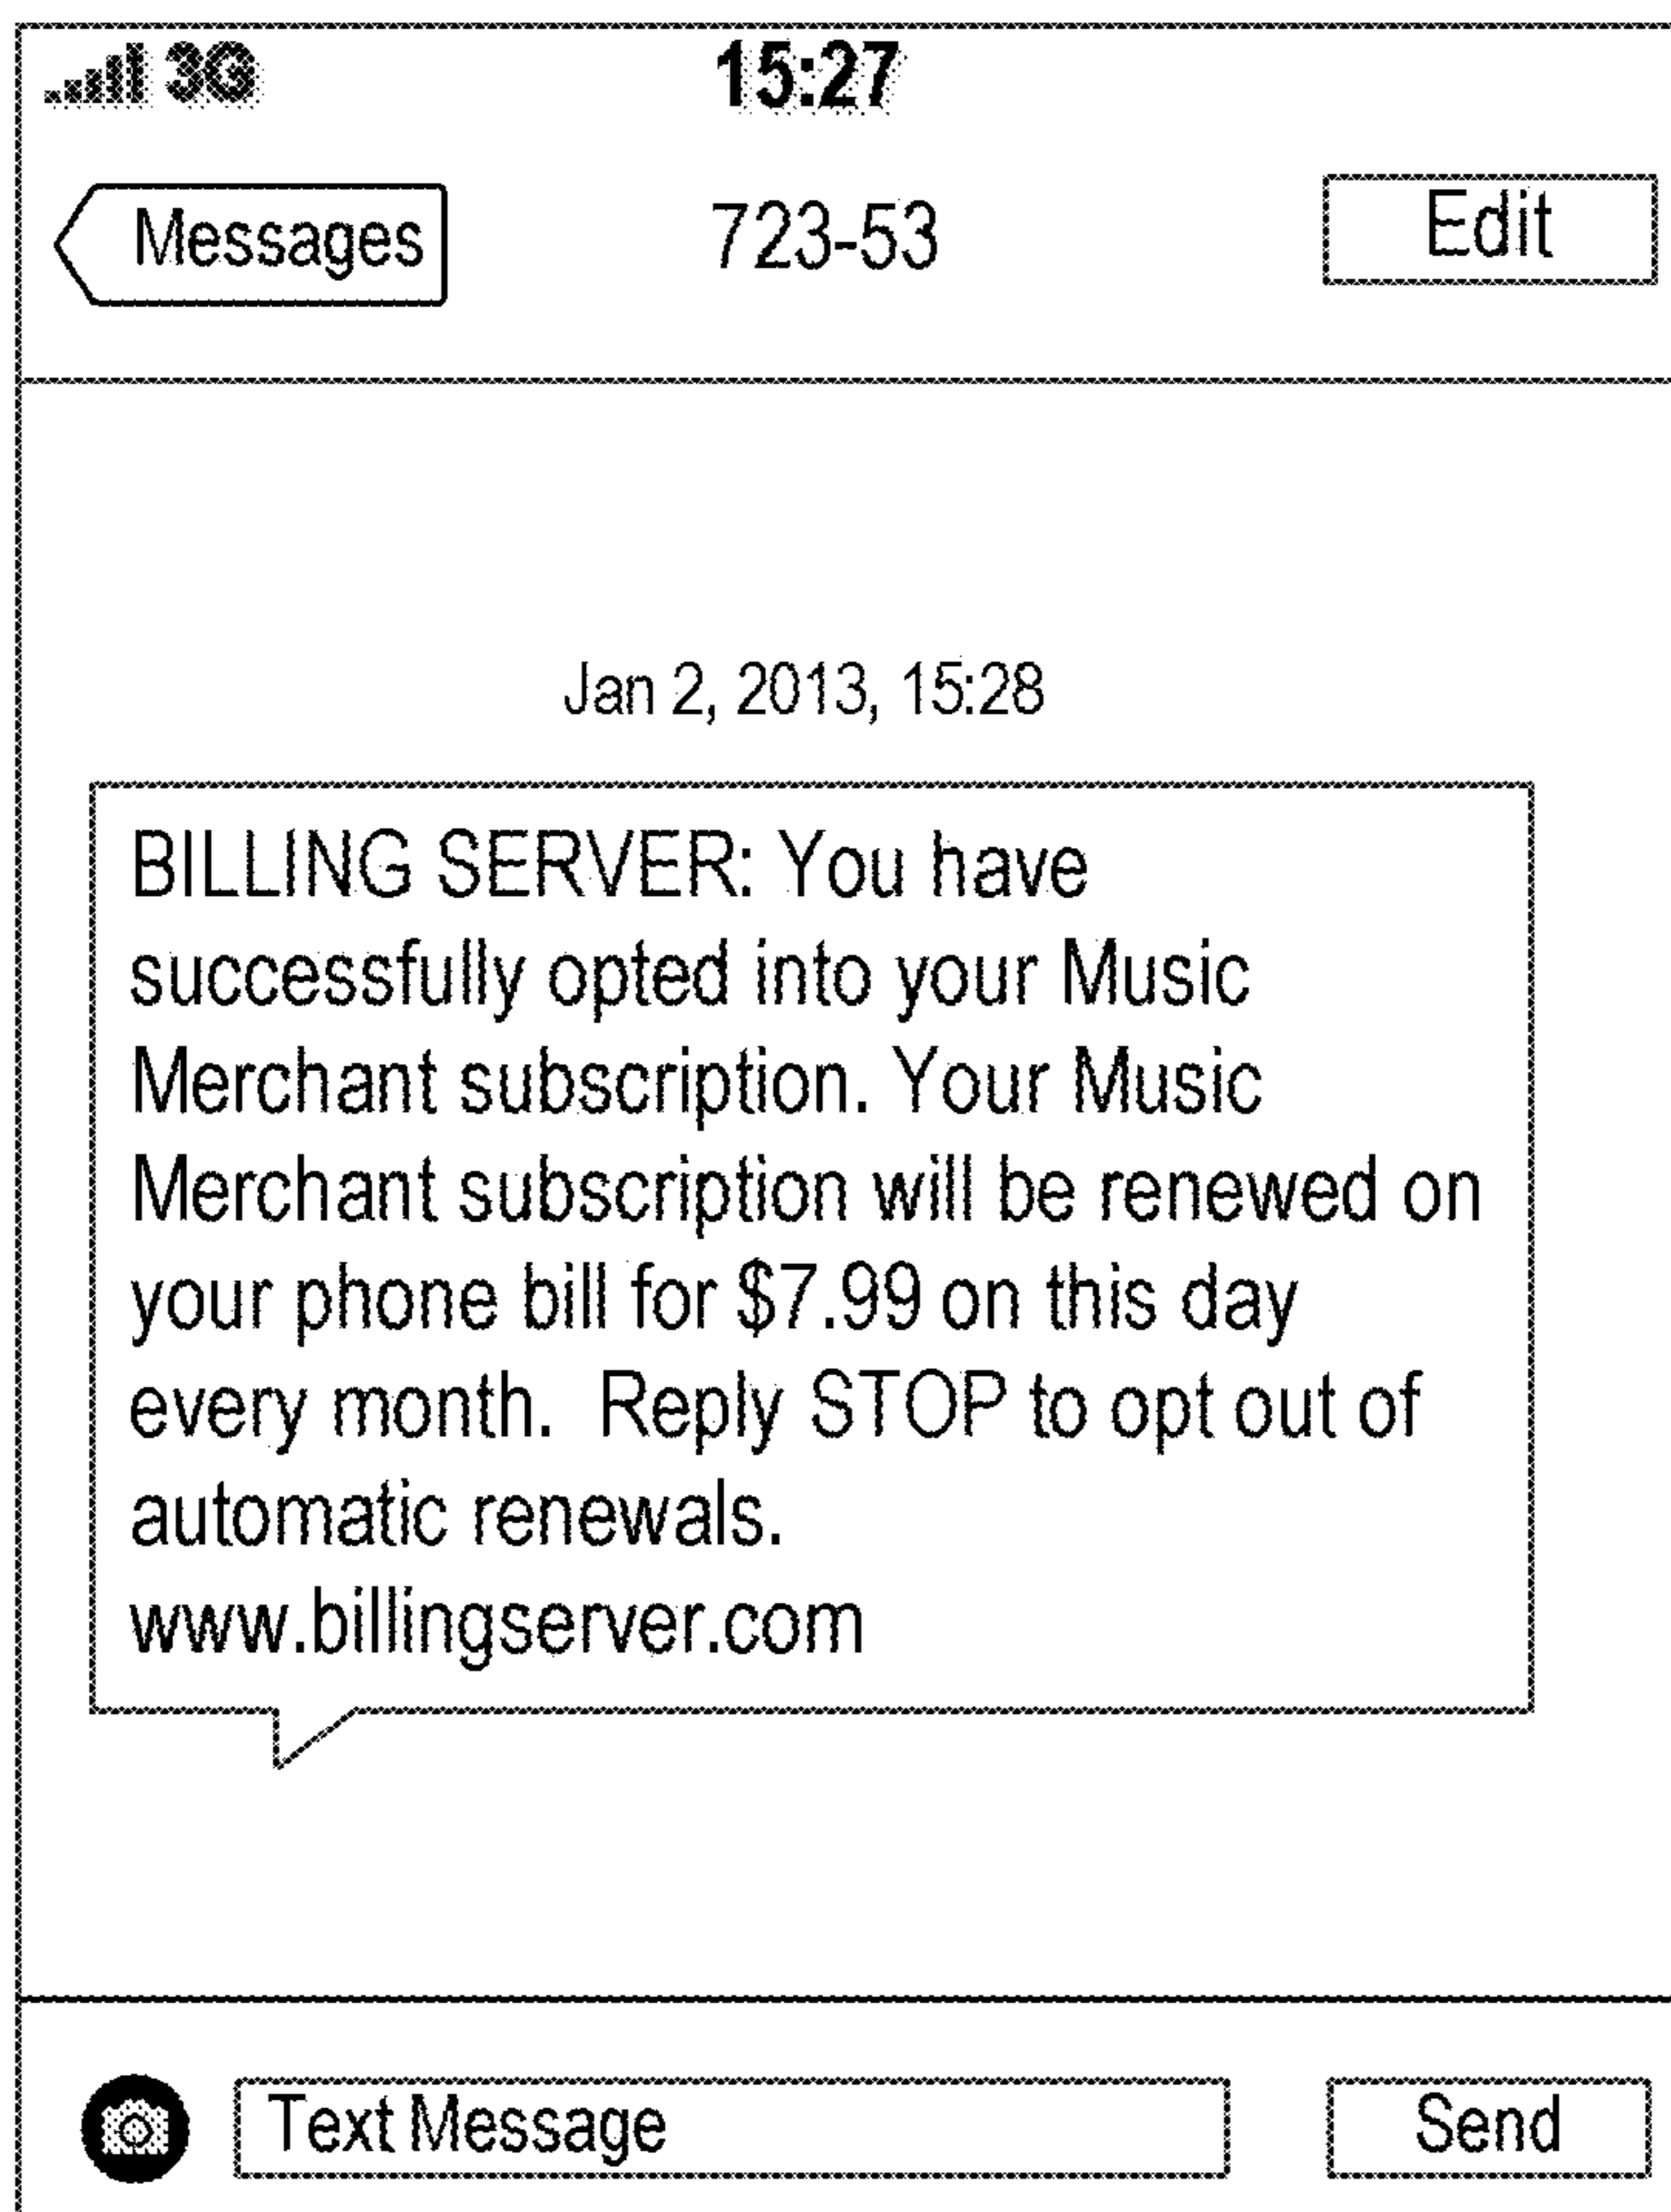 3G 15:27
Messages 723-53 Edit
Jan 2, 2013, 15:28
BILLING SERVER: You have
successfully opted into your Music
Merchant subscription. Your Music
Merchant subscription will be renewed on
your phone bill for $7.99 on this day
every month.  Reply STOP to opt out of
automatic renewals.
www.billingserver.com
Text Message Send